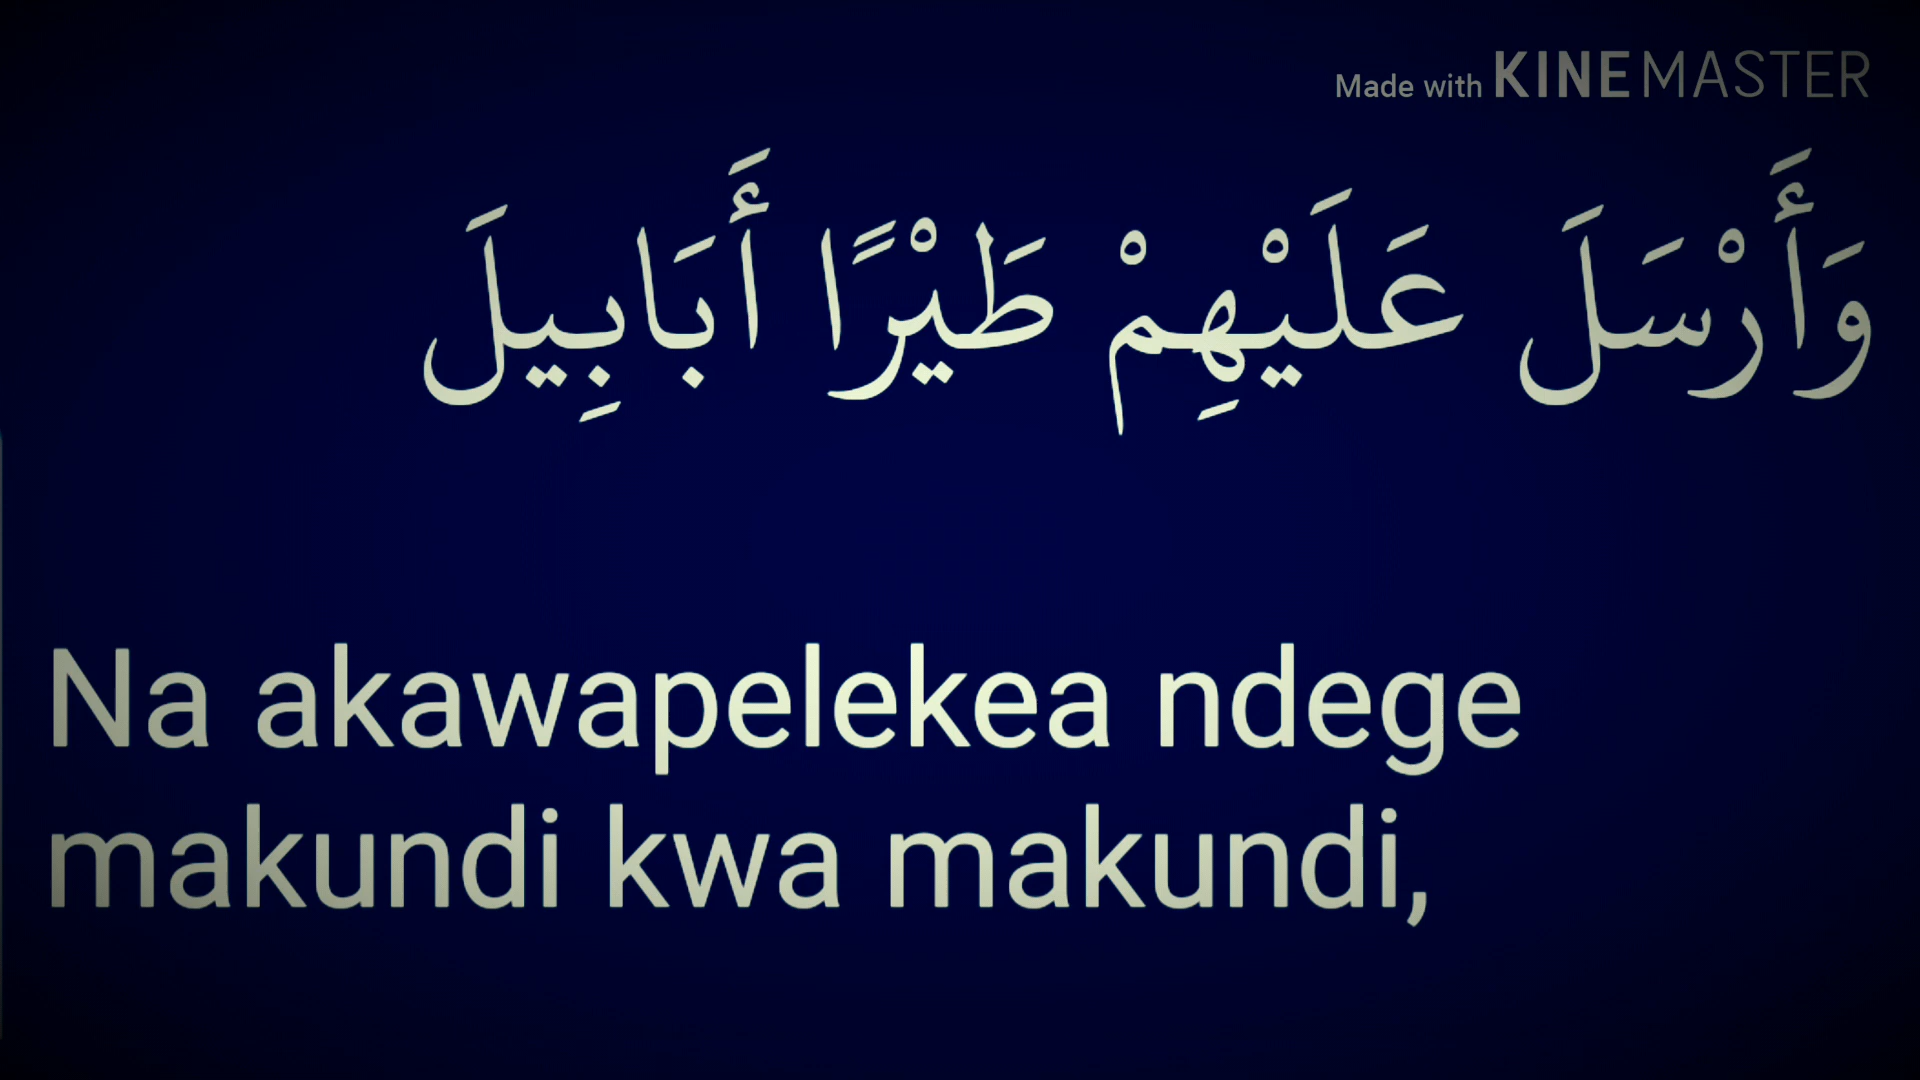 Made with KINEMASTER
وَأَرْسَلَ عَلَيْهِمْ طَيْرًا أَبَابِيلَ
Na akawapelekea ndege
makundi kwa makundi,